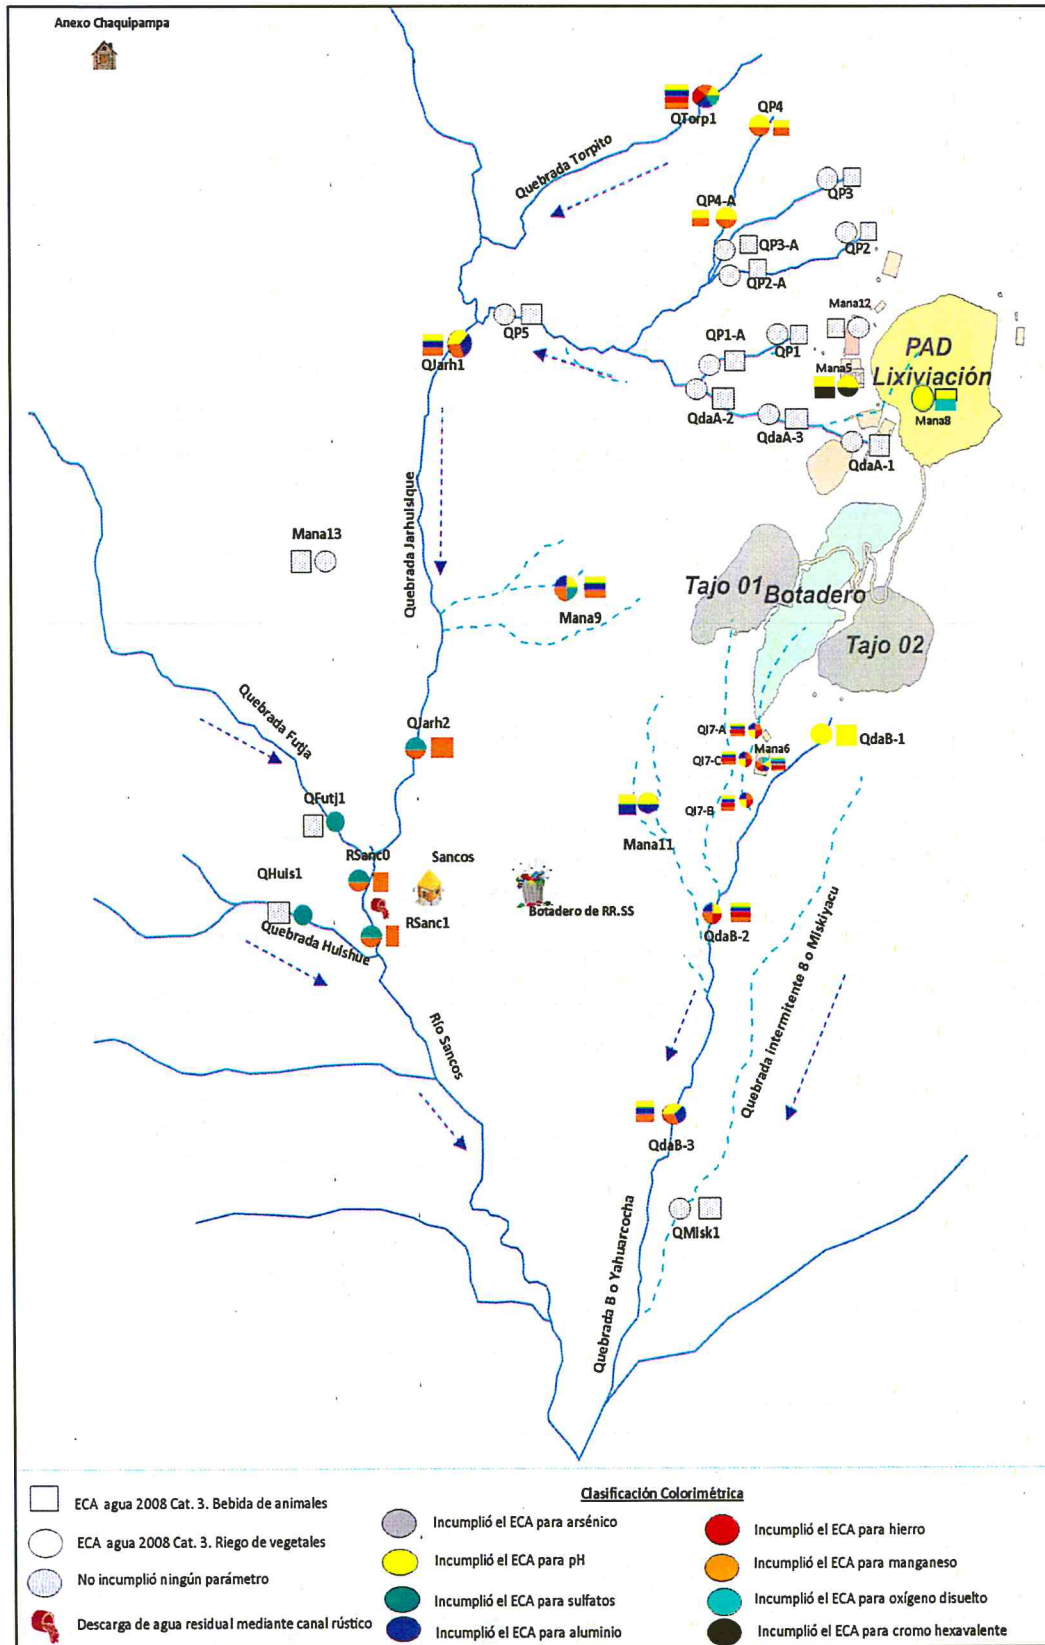 Anexo Chaquipampa
QTorp1
QP4
Quebrada Torpito
QP3
QP4-A
QP3-A
QP2
QP2-A
Mana12
QP5
QP1-A
QP1
PAD
Lixiviación
QJarh1
Mana5
Mana8
QdaA-2
QdaA-3
QdaA-1
Quebrada Jarhuisique
Mana13
Tajo 01
Botadero
Mana9
Tajo 02
Quebrada Futja
QJarh2
QI7-A
QdaB-1
Mana6
QI7-C
QFutj1
QI7-B
Mana11
RSanc0
Sancos
QHuis1
Botadero de RR.SS
RSanc1
QdaB-2
Quebrada Huishue
Quebrada intermitente 8 o Miskiyacu
Río Sancos
QdaB-3
Quebrada B o Yahuarcocha
QMisk1
Clasificación Colorimétrica
ECA agua 2008 Cat. 3. Bebida de animales
ECA agua 2008 Cat. 3. Riego de vegetales
No incumplió ningún parámetro
Descarga de agua residual mediante canal rústico
Incumplió el ECA para arsénico
Incumplió el ECA para pH
Incumplió el ECA para sulfatos
Incumplió el ECA para aluminio
Incumplió el ECA para hierro
Incumplió el ECA para manganeso
Incumplió el ECA para oxígeno disuelto
Incumplió el ECA para cromo hexavalente